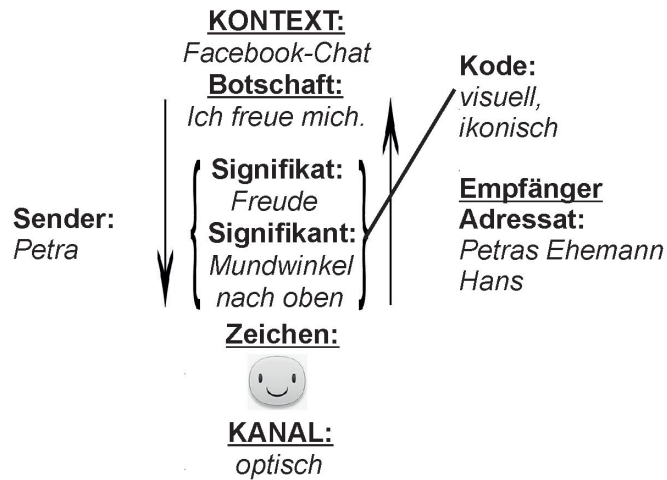 KONTEXT:
Facebook-Chat
Botschaft:
Ich freue mich.
Kode:
visuell,
ikonisch
Signifikat:
Freude
Signifikant:
Mundwinkel
nach oben
Sender:
Petra
Empfänger
Adressat:
Petras Ehemann
Hans
Zeichen:
KANAL:
optisch